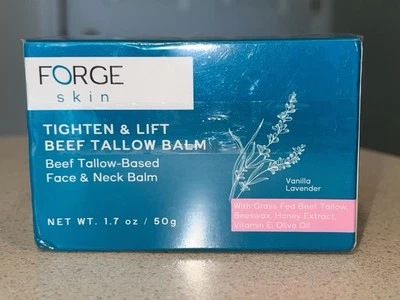 FORGE
skin
TIGHTEN & LIFT
BEEF TALLOW BALM
Beef Tallow-Based
Face & Neck Balm
Vanilla
Lavender
With Grass Fed Beef Tallow,
Beeswax, Honey Extract,
Vitamin E, Olive Oil
NET WT. 1.7 oz / 50g